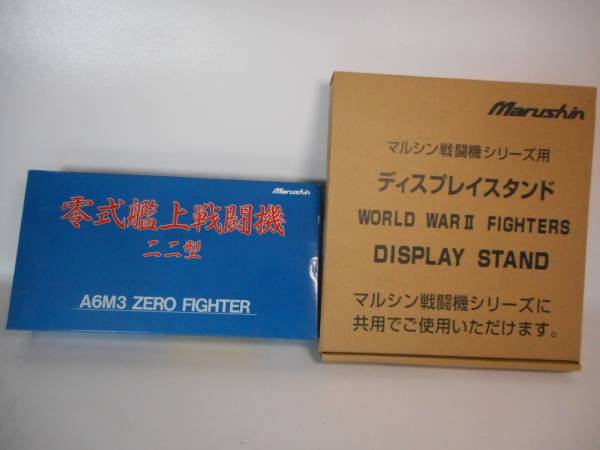 Marushin
零式艦上戦闘機
二二型
A6M3 ZERO FIGHTER
Marushin
マルシン戦闘機シリーズ用
ディスプレイスタンド
WORLD WAR II FIGHTERS
DISPLAY STAND
マルシン戦闘機シリーズに
共用でご使用いただけます。